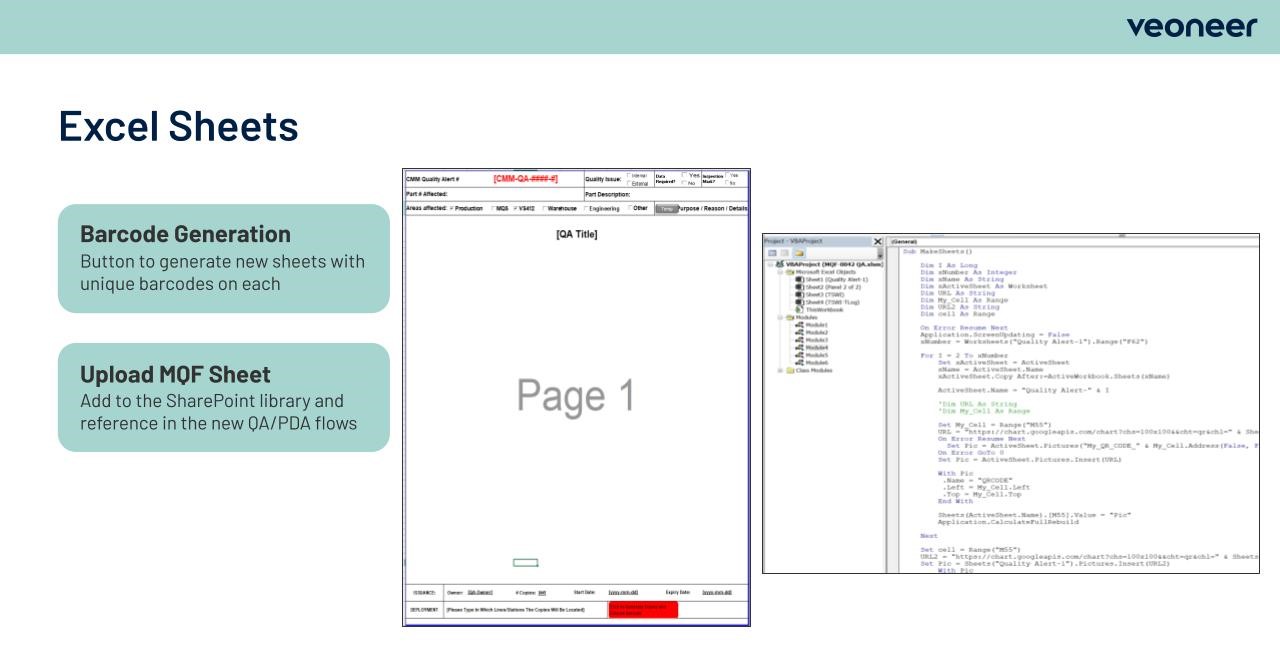 veoneer
Excel Sheets
Barcode Generation
Button to generate new sheets with
unique barcodes on each
Upload MQF Sheet
Add to the SharePoint library and
reference in the new QA/PDA flows
CMM Quality Alert # [CMM-QA-####-#] Quality Issue: Internal External Data Required? Yes No Inspection Mark? Yes No
Part # Affected: Part Description:
Areas affected: Production MQS VS412 Warehouse Engineering Other Purpose / Reason / Details
[QA Title]
Page 1
ISSUANCE: Owner: [QA Owner] # Copies: [##] Start Date: [yyyy-mm-dd] Expiry Date: [yyyy-mm-dd]
DEPLOYMENT [Please Type In Which Lines/Stations The Copies Will Be Located]
Project - VBAProject
VBAProject (MQF-0042 QA.xlsm)
Microsoft Excel Objects
Sheet1 (Quality Alert-1)
Sheet2 (Panel 2 of 2)
Sheet3 (TSWI)
Sheet4 (TSWI TLog)
ThisWorkbook
Modules
Module1
Module2
Module3
Module4
Module5
Module6
Class Modules
(General)
Sub MakeSheets()
Dim I As Long
Dim xNumber As Integer
Dim xName As String
Dim xActiveSheet As Worksheet
Dim URL As String
Dim My_Cell As Range
Dim URL2 As String
Dim cell As Range
On Error Resume Next
Application.ScreenUpdating = False
xNumber = Worksheets("Quality Alert-1").Range("F62")
For I = 2 To xNumber
Set xActiveSheet = ActiveSheet
xName = ActiveSheet.Name
xActiveSheet.Copy After:=ActiveWorkbook.Sheets(xName)
ActiveSheet.Name = "Quality Alert-" & I
'Dim URL As String
'Dim My_Cell As Range
Set My_Cell = Range("M55")
URL = "https://chart.googleapis.com/chart?chs=100x100&&cht=qr&chl=" & She
On Error Resume Next
Set Pic = ActiveSheet.Pictures("My_QR_CODE_" & My_Cell.Address(False, F
On Error GoTo 0
Set Pic = ActiveSheet.Pictures.Insert(URL)
With Pic
.Name = "QRCODE"
.Left = My_Cell.Left
.Top = My_Cell.Top
End With
Sheets(ActiveSheet.Name).[M55].Value = "Pic"
Application.CalculateFullRebuild
Next
Set cell = Range("M55")
URL2 = "https://chart.googleapis.com/chart?chs=100x100&&cht=qr&chl=" & Sheets
Set Pic = Sheets("Quality Alert-1").Pictures.Insert(URL2)
With Pic